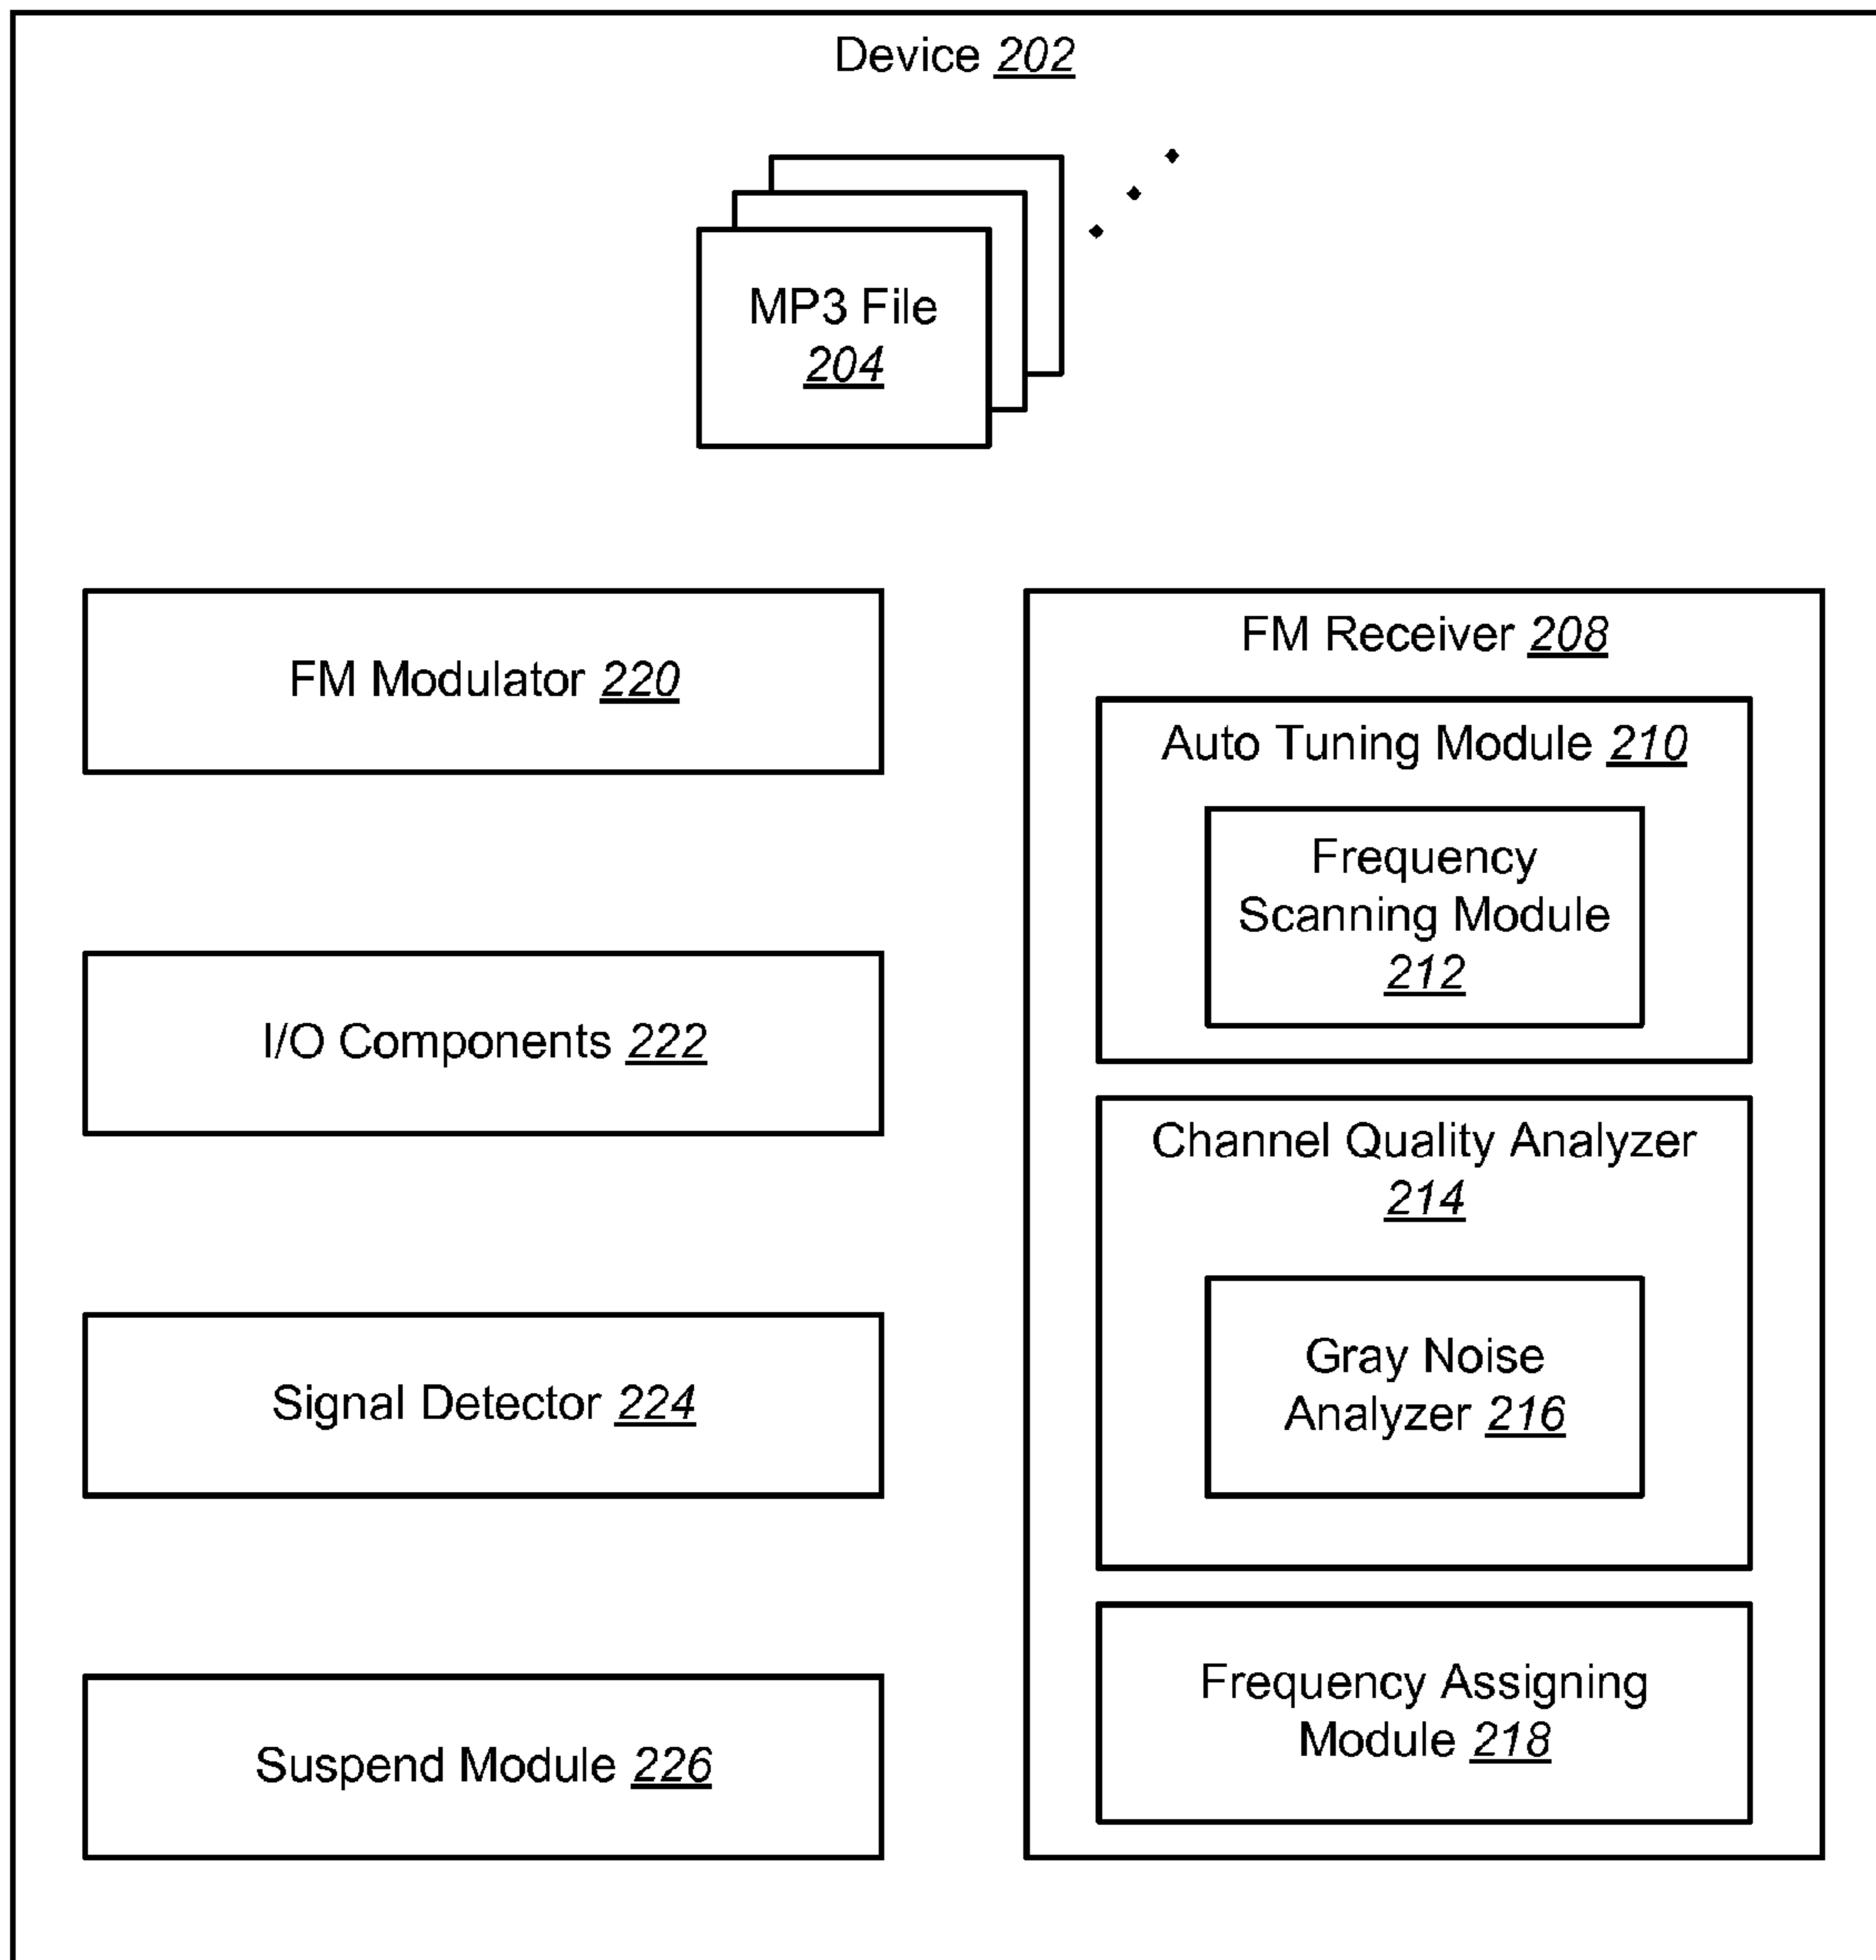 Device 202
MP3 File
204
FM Modulator 220
I/O Components 222
Signal Detector 224
Suspend Module 226
FM Receiver 208
Auto Tuning Module 210
Frequency
Scanning Module
212
Channel Quality Analyzer
214
Gray Noise
Analyzer 216
Frequency Assigning
Module 218